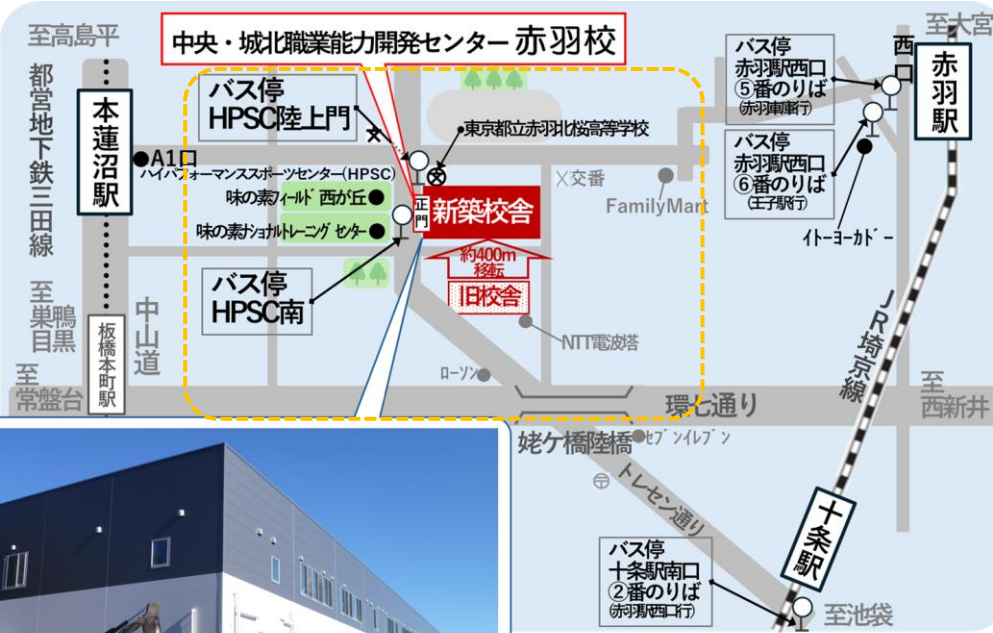 至高島平
都営地下鉄三田線
本蓮沼駅
A1口
中央・城北職業能力開発センター 赤羽校
バス停
HPSC陸上門
東京都立赤羽北桜高等学校
ハイパフォーマンススポーツセンター(HPSC)
味の素フィールド 西が丘
味の素ナショナルトレーニング センター
正門
新築校舎
約400m
移転
旧校舎
バス停
HPSC南
交番
FamilyMart
NTT電波塔
ローソン
バス停
赤羽駅西口
⑤番のりば
(赤羽車庫行)
バス停
赤羽駅西口
⑥番のりば
(王子駅行)
西口
至大宮
赤羽駅
イトーヨーカドー
JR埼京線
至
巣鴨
目黒
中山道
板橋本町駅
至
常盤台
環七通り
至
西新井
姥ケ橋陸橋
セブンイレブン
トレセン通り
バス停
十条駅南口
②番のりば
(赤羽駅西口行)
十条駅
至池袋